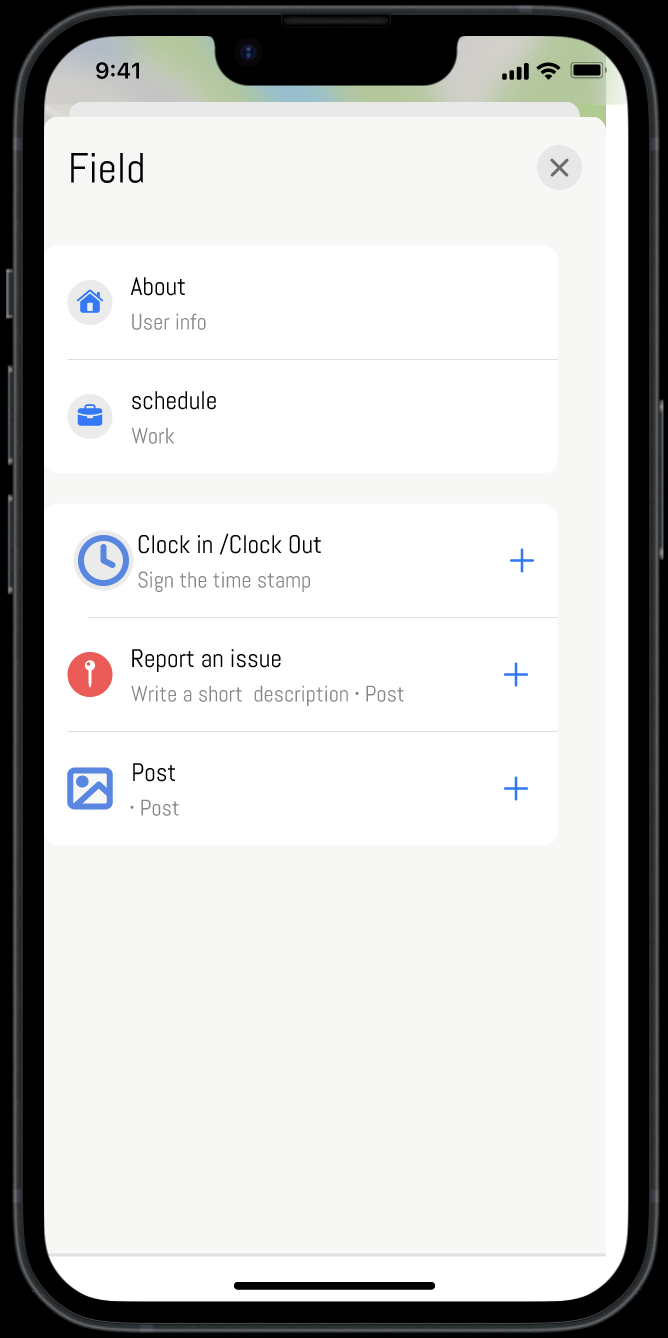 9:41
Field
About
User info
schedule
Work
Clock in /Clock Out
Sign the time stamp
Report an issue
Write a short  description • Post
Post
• Post